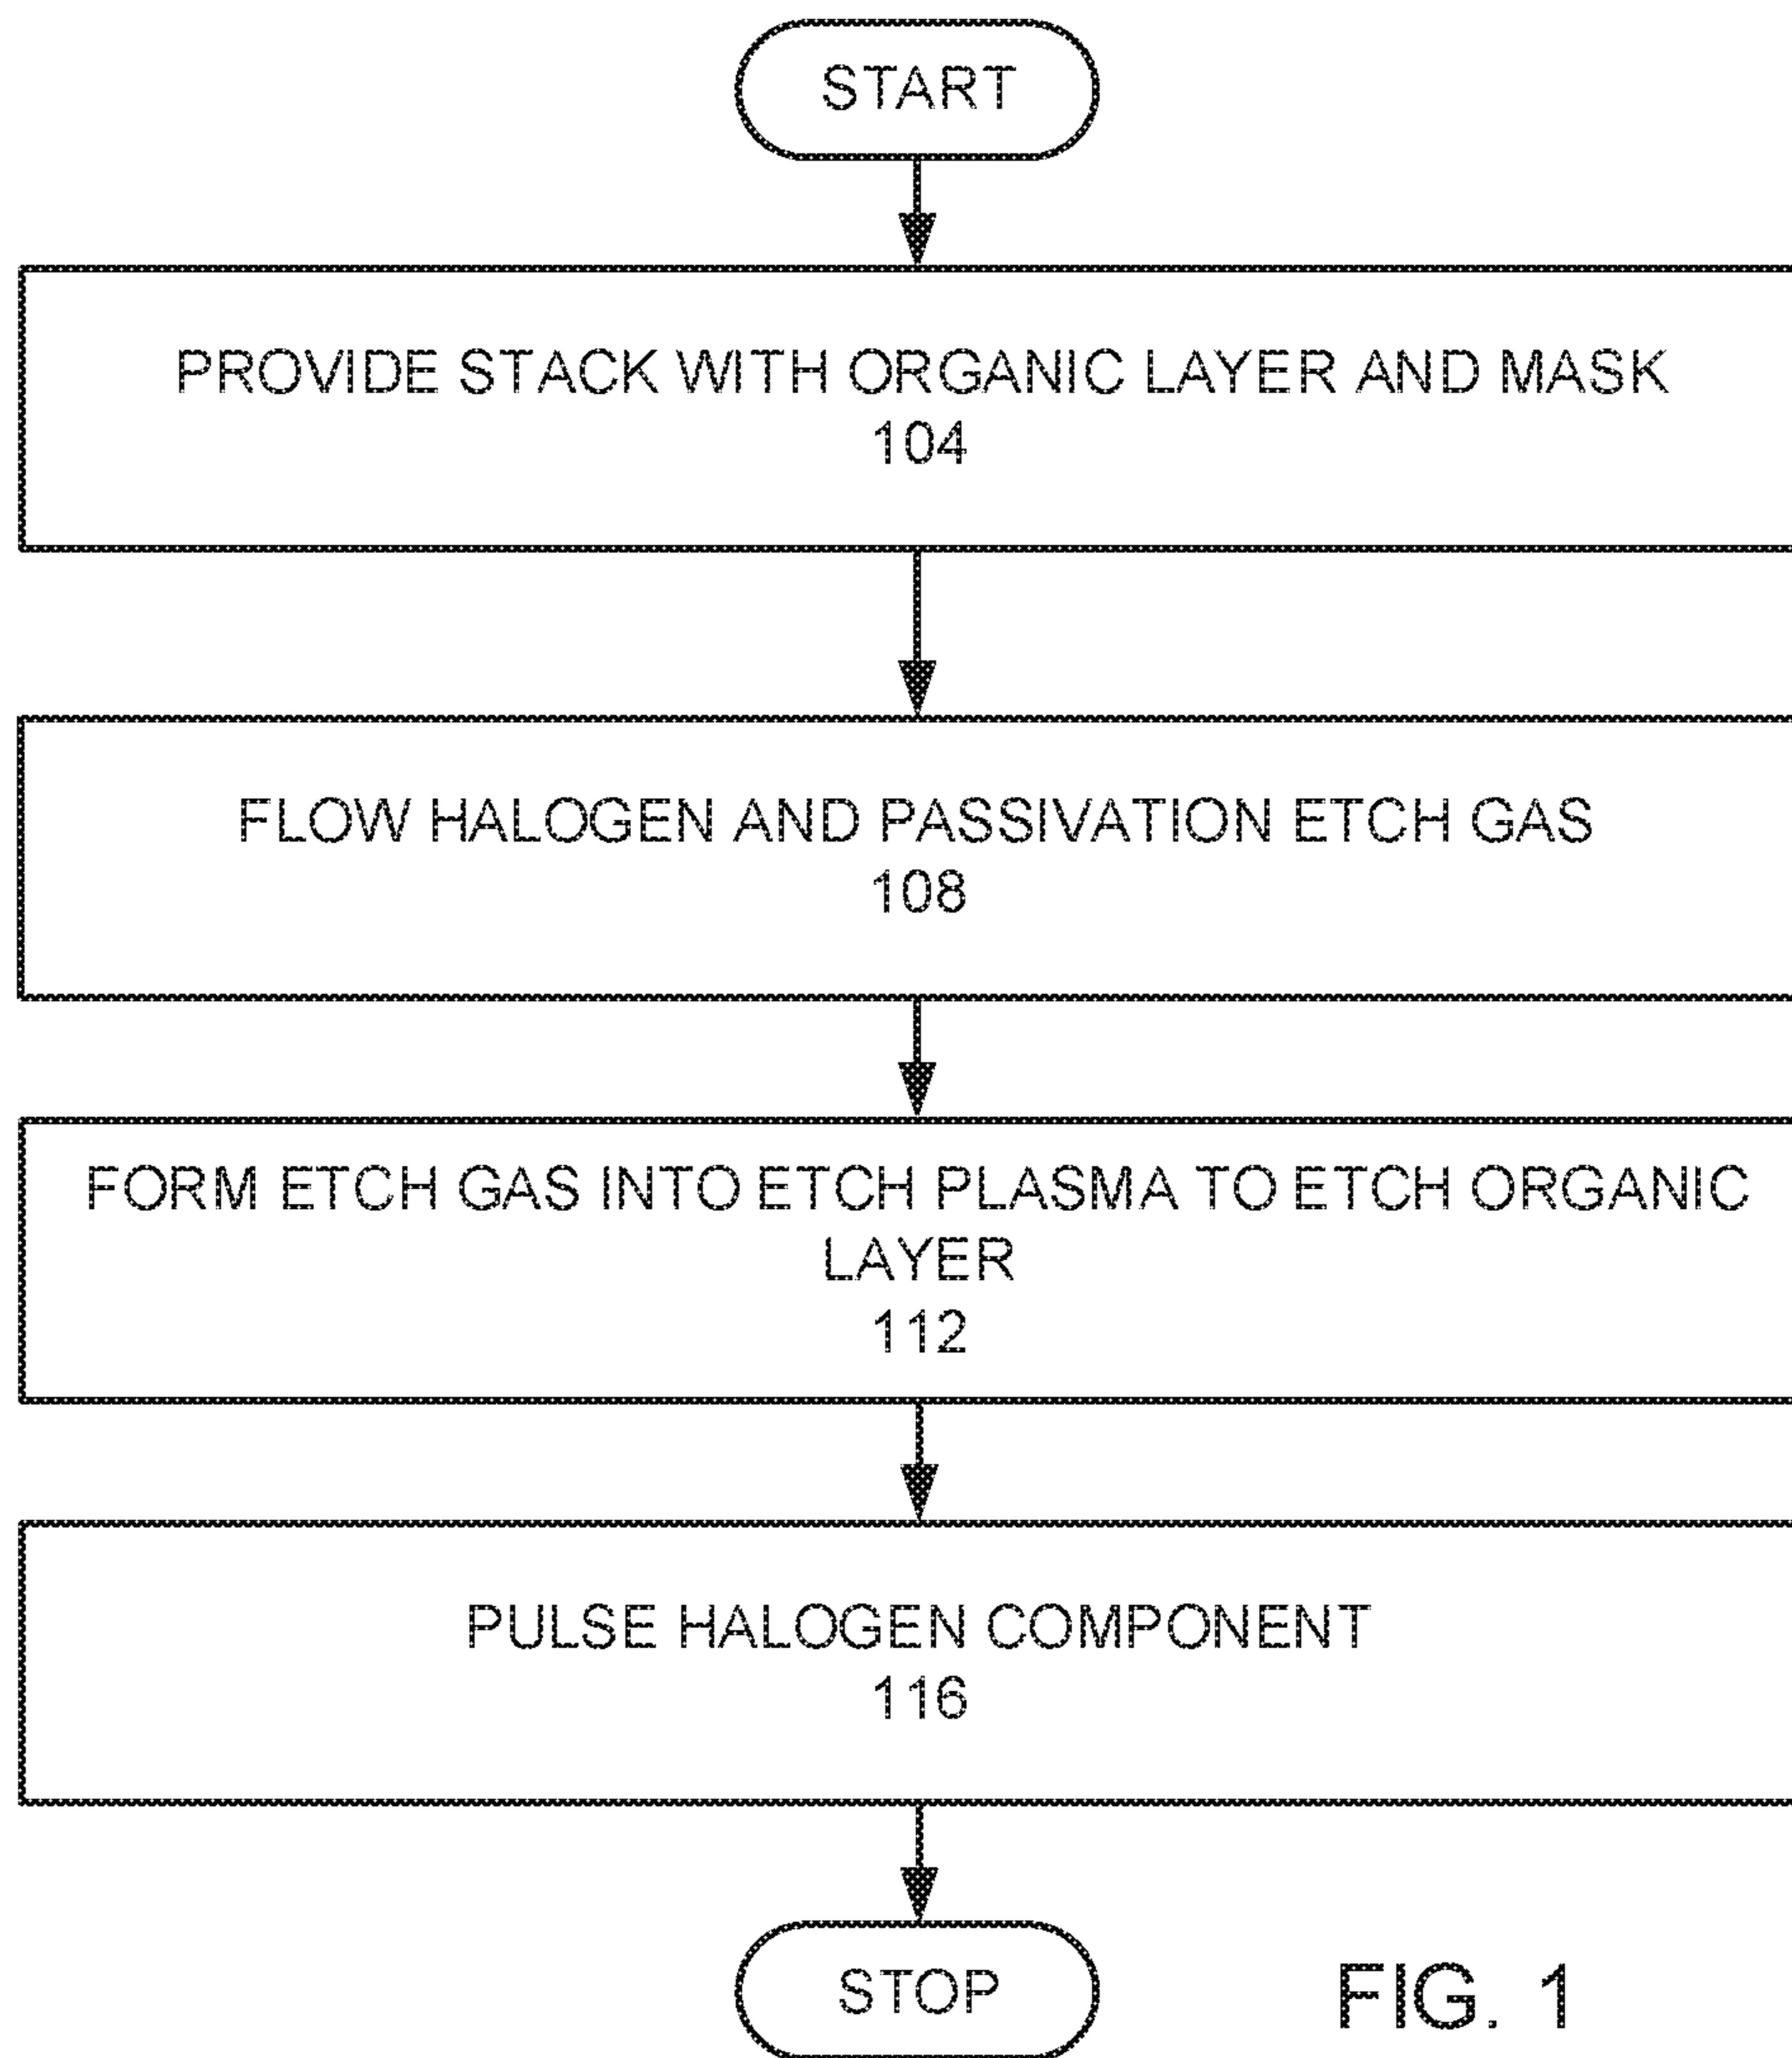 START
PROVIDE STACK WITH ORGANIC LAYER AND MASK
104
FLOW HALOGEN AND PASSIVATION ETCH GAS
108
FORM ETCH GAS INTO ETCH PLASMA TO ETCH ORGANIC
LAYER
112
PULSE HALOGEN COMPONENT
116
STOP
FIG. 1